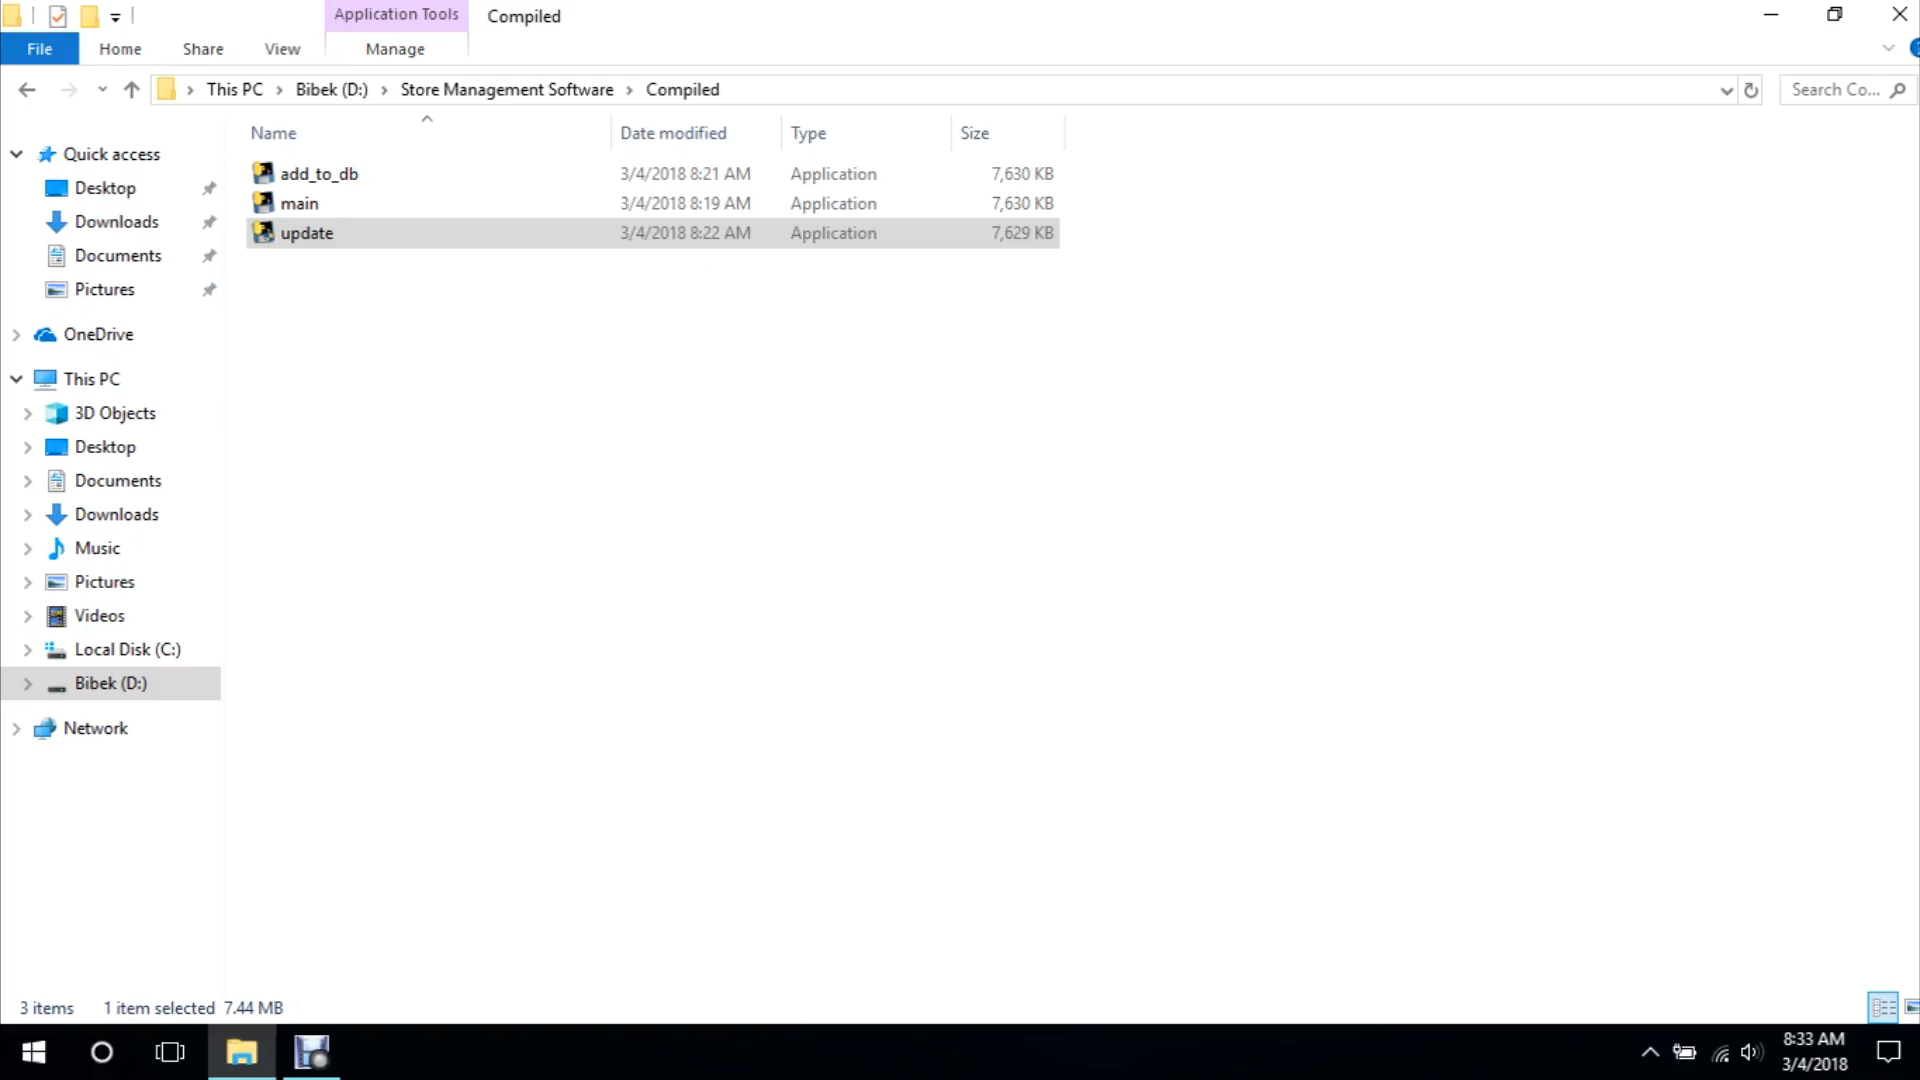 Application Tools Compiled
File Home Share View Manage
This PC Bibek (D:) Store Management Software Compiled Search Co...
Name Date modified Type Size
add_to_db 3/4/2018 8:21 AM Application 7,630 KB
main 3/4/2018 8:19 AM Application 7,630 KB
update 3/4/2018 8:22 AM Application 7,629 KB
Quick access
Desktop
Downloads
Documents
Pictures
OneDrive
This PC
3D Objects
Desktop
Documents
Downloads
Music
Pictures
Videos
Local Disk (C:)
Bibek (D:)
Network
3 items 1 item selected 7.44 MB
8:33 AM
3/4/2018